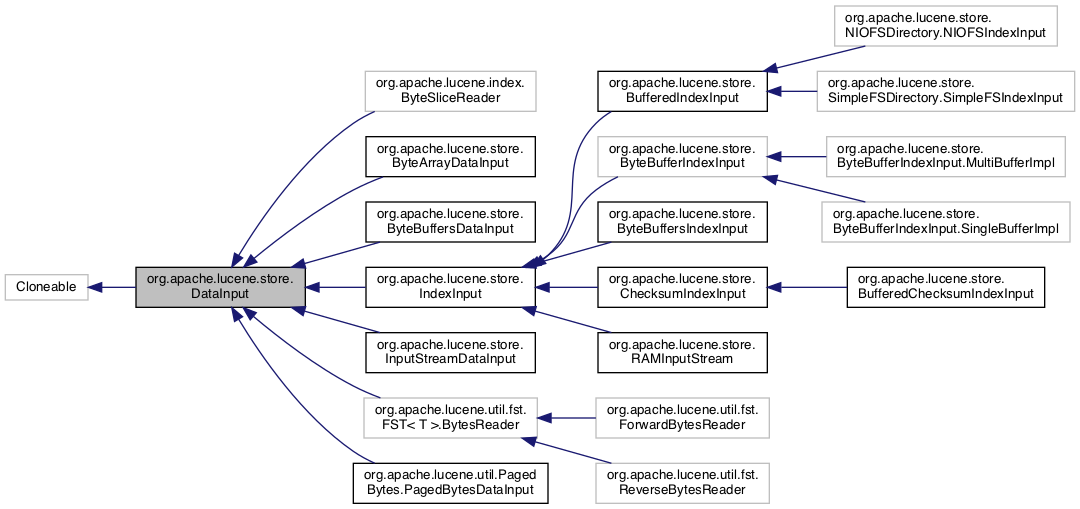 Cloneable
org.apache.lucene.store.
DataInput
org.apache.lucene.index.
ByteSliceReader
org.apache.lucene.store.
ByteArrayDataInput
org.apache.lucene.store.
ByteBuffersDataInput
org.apache.lucene.store.
IndexInput
org.apache.lucene.store.
InputStreamDataInput
org.apache.lucene.util.fst.
FST< T >.BytesReader
org.apache.lucene.util.Paged
Bytes.PagedBytesDataInput
org.apache.lucene.store.
BufferedIndexInput
org.apache.lucene.store.
ByteBufferIndexInput
org.apache.lucene.store.
ByteBuffersIndexInput
org.apache.lucene.store.
ChecksumIndexInput
org.apache.lucene.store.
RAMInputStream
org.apache.lucene.util.fst.
ForwardBytesReader
org.apache.lucene.util.fst.
ReverseBytesReader
org.apache.lucene.store.
NIOFSDirectory.NIOFSIndexInput
org.apache.lucene.store.
SimpleFSDirectory.SimpleFSIndexInput
org.apache.lucene.store.
ByteBufferIndexInput.MultiBufferImpl
org.apache.lucene.store.
ByteBufferIndexInput.SingleBufferImpl
org.apache.lucene.store.
BufferedChecksumIndexInput